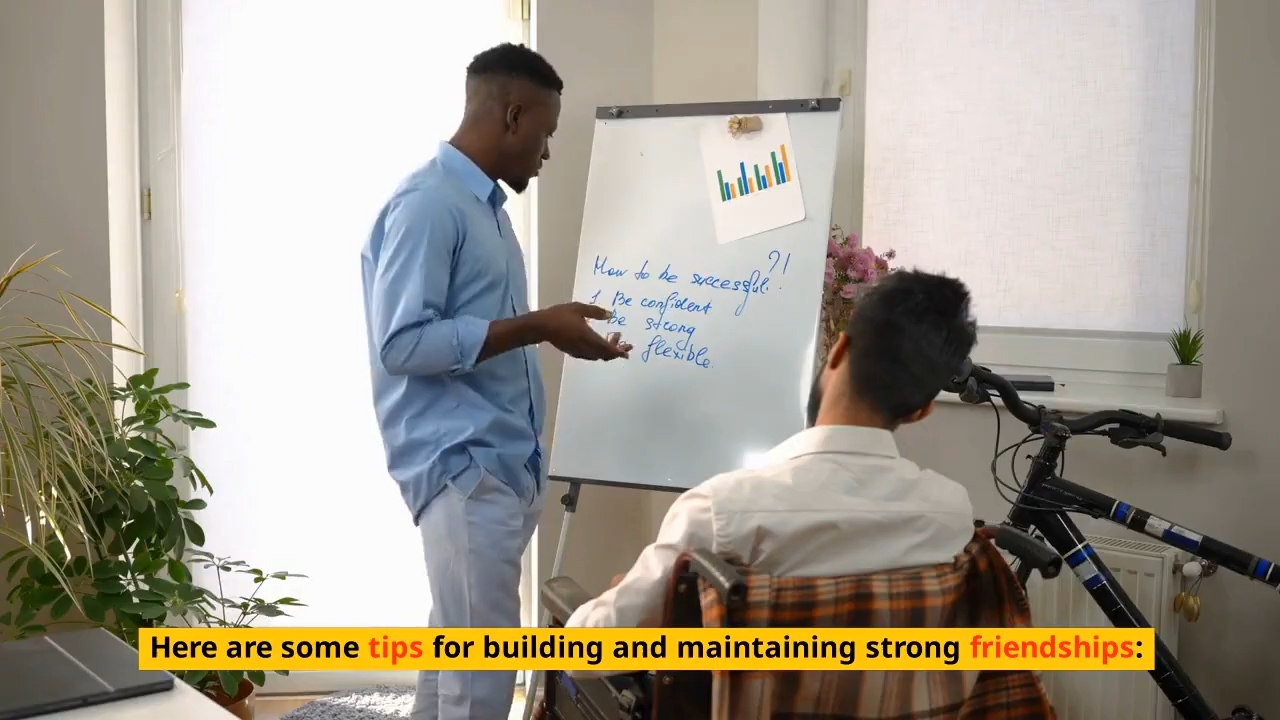 ?!
How to be successful:
1 Be confident
Be strong
flexible.
Here are some tips for building and maintaining strong friendships: